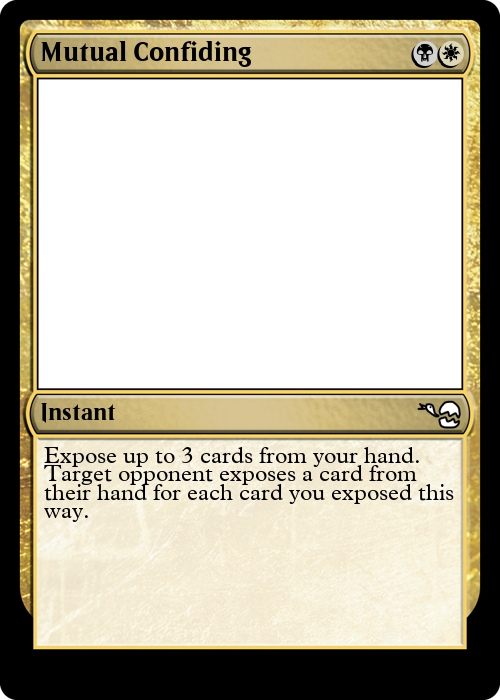 Mutual Confiding
Instant
Expose up to 3 cards from your hand.
Target opponent exposes a card from
their hand for each card you exposed this
way.